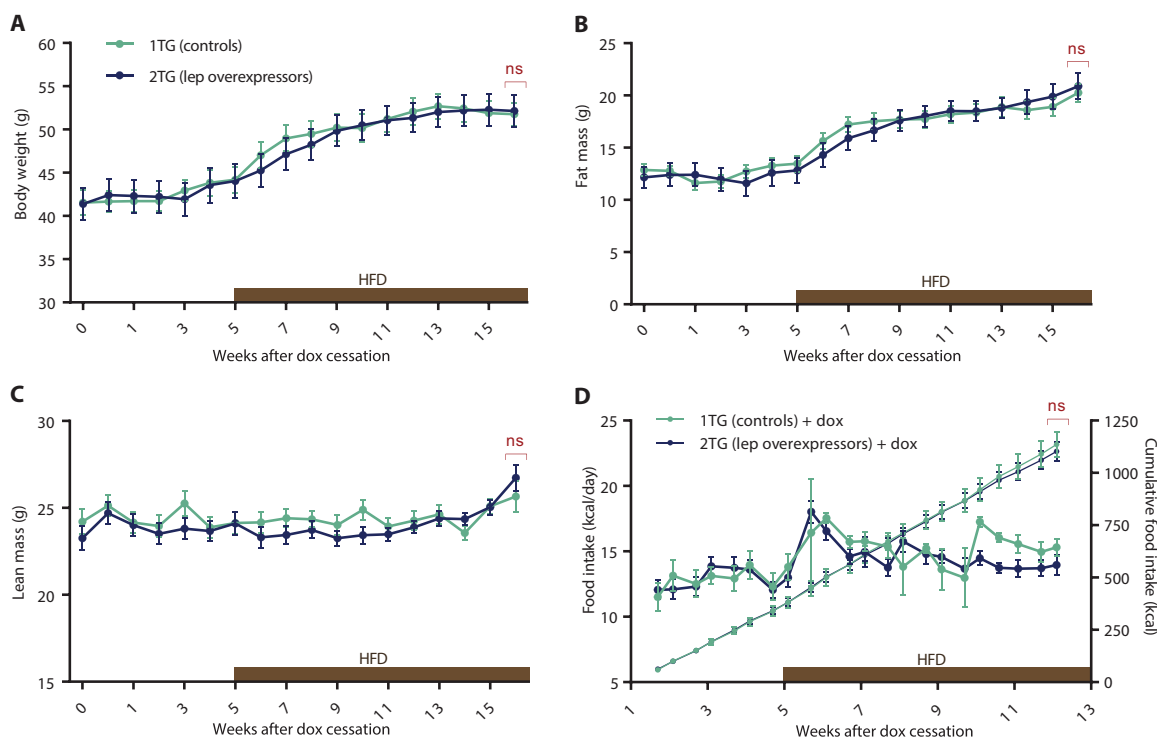 A
1TG (controls)
2TG (lep overexpressors)
ns
60
55
50
45
40
35
30
Body weight (g)
HFD
0 1 3 5 7 9 11 13 15
Weeks after dox cessation
B
ns
25
20
15
10
5
0
Fat mass (g)
HFD
0 1 3 5 7 9 11 13 15
Weeks after dox cessation
C
ns
30
25
20
15
Lean mass (g)
HFD
0 1 3 5 7 9 11 13 15
Weeks after dox cessation
D
1TG (controls) + dox
2TG (lep overexpressors) + dox
ns
25
20
15
10
5
Food intake (kcal/day)
1250
1000
750
500
250
0
Cumulative food intake (kcal)
HFD
1 3 5 7 9 11 13
Weeks after dox cessation